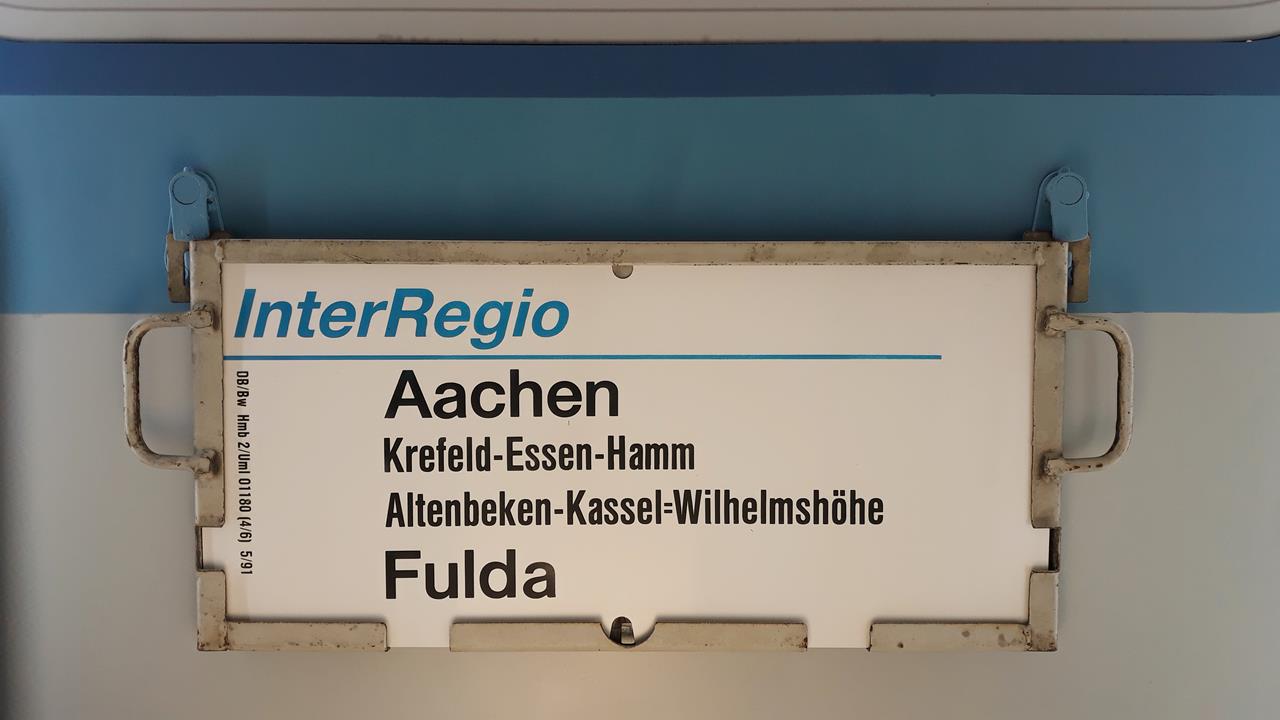 InterRegio
Aachen
Krefeld-Essen-Hamm
Altenbeken-Kassel=Wilhelmshöhe
Fulda
DB/Bw Hmb 2/Uml 01180 (4/6) 5/91